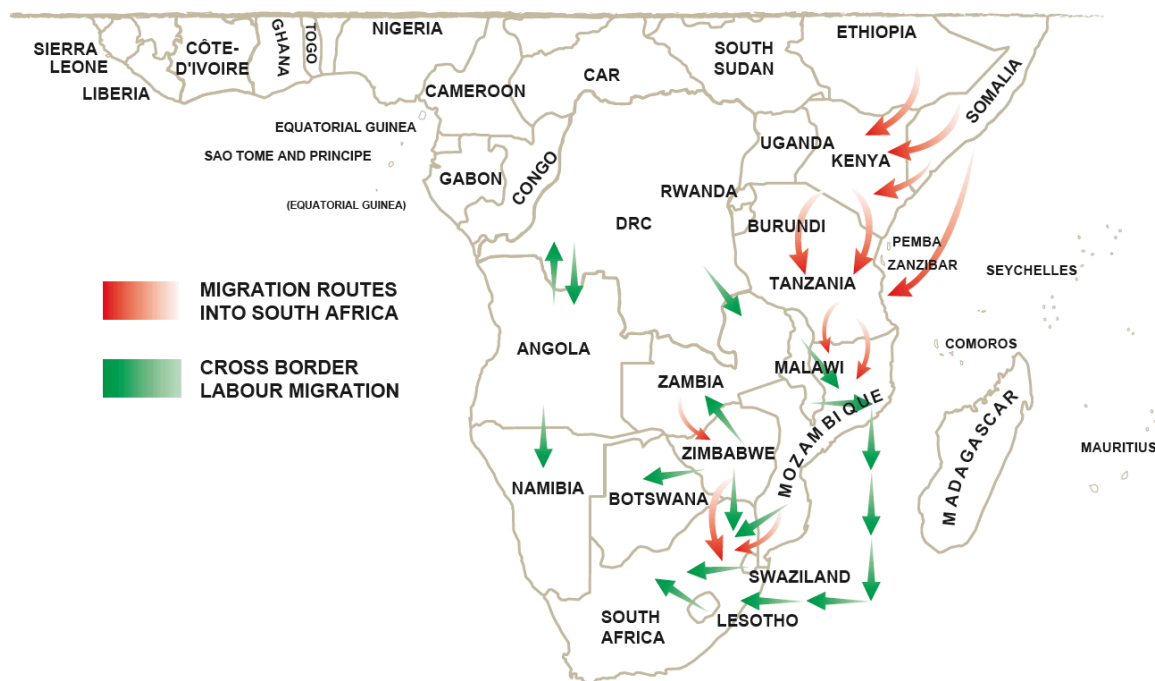 SIERRA
LEONE
LIBERIA
CÔTE-
D'IVOIRE
GHANA
TOGO
NIGERIA
CAMEROON
CAR
SOUTH
SUDAN
ETHIOPIA
SOMALIA
EQUATORIAL GUINEA
SAO TOME AND PRINCIPE
(EQUATORIAL GUINEA)
GABON
CONGO
UGANDA
KENYA
RWANDA
BURUNDI
DRC
PEMBA
ZANZIBAR
SEYCHELLES
TANZANIA
MIGRATION ROUTES
INTO SOUTH AFRICA
CROSS BORDER
LABOUR MIGRATION
ANGOLA
ZAMBIA
MALAWI
COMOROS
MOZAMBIQUE
MADAGASCAR
MAURITIUS
ZIMBABWE
NAMIBIA
BOTSWANA
SWAZILAND
SOUTH
AFRICA
LESOTHO